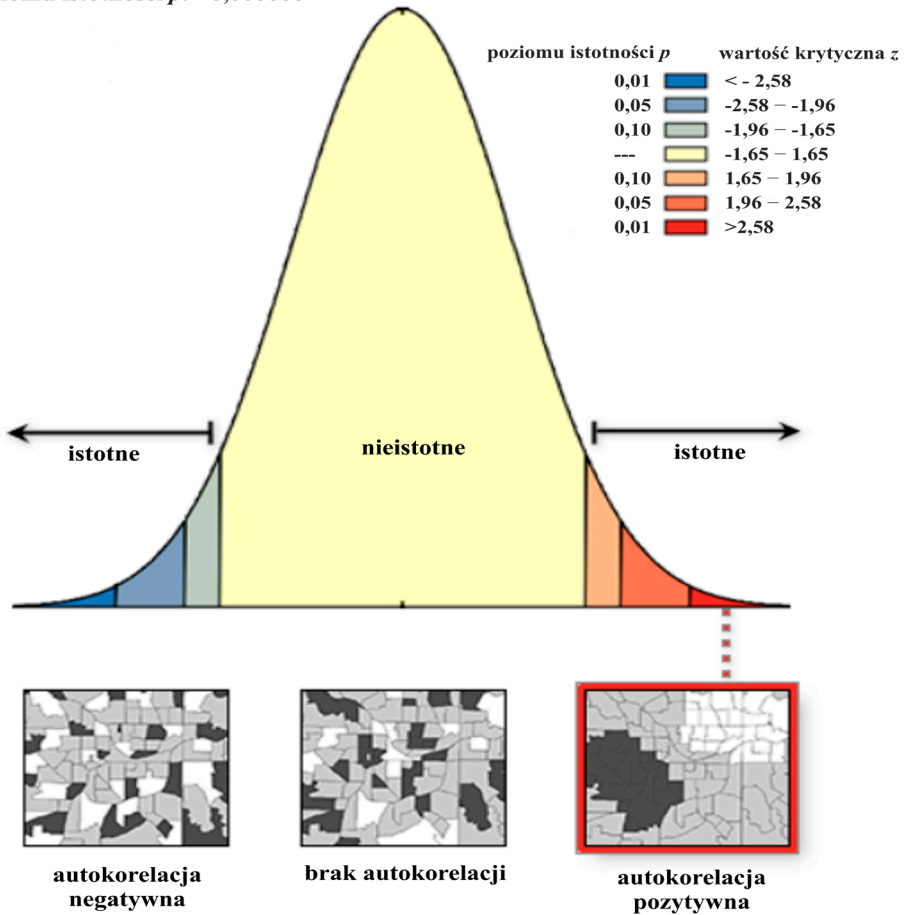 poziomu istotności p   wartość krytyczna z
0,01   < - 2,58
0,05   -2,58 − -1,96
0,10   -1,96 − -1,65
---   -1,65 − 1,65
0,10   1,65 − 1,96
0,05   1,96 − 2,58
0,01   >2,58
istotne   nieistotne   istotne
autokorelacja
negatywna
brak autokorelacji
autokorelacja
pozytywna